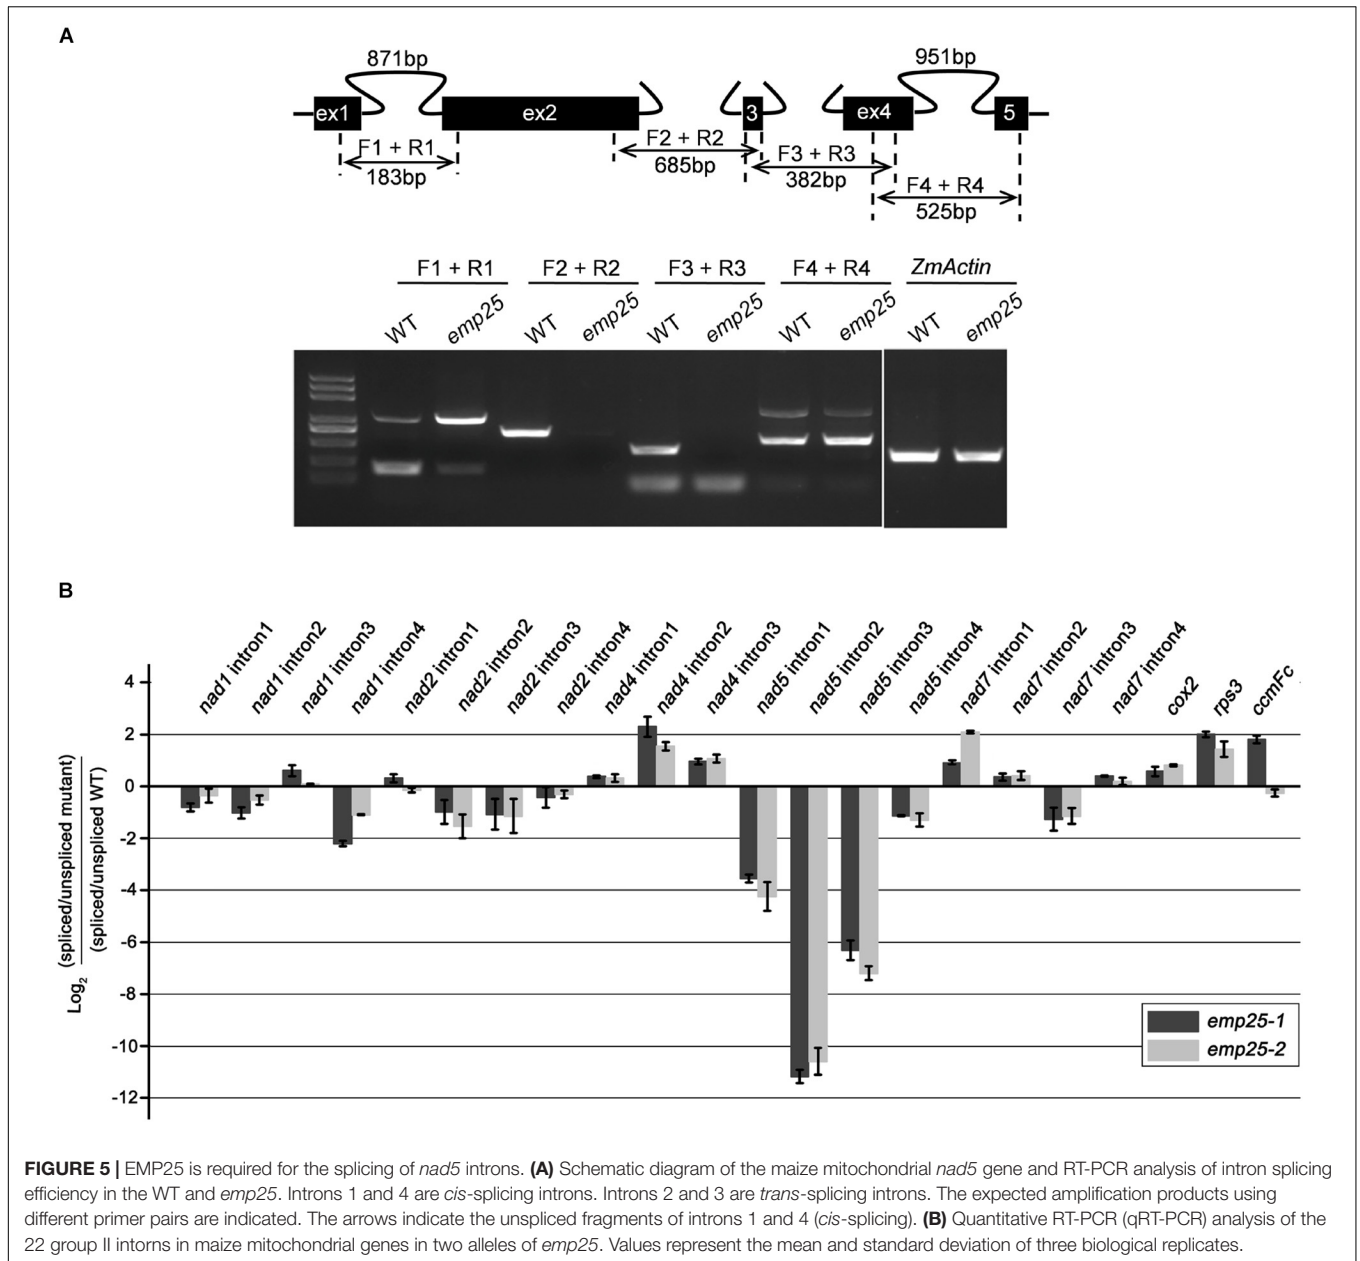 A
871bp
951bp
ex1
ex2
3
ex4
5
F1 + R1
183bp
F2 + R2
685bp
F3 + R3
382bp
F4 + R4
525bp
F1 + R1
F2 + R2
F3 + R3
F4 + R4
ZmActin
WT
emp25
WT
emp25
WT
emp25
WT
emp25
WT
emp25
B
nad1 intron1
nad1 intron2
nad1 intron3
nad1 intron4
nad2 intron1
nad2 intron2
nad2 intron3
nad2 intron4
nad4 intron1
nad4 intron2
nad4 intron3
nad5 intron1
nad5 intron2
nad5 intron3
nad5 intron4
nad7 intron1
nad7 intron2
nad7 intron3
nad7 intron4
cox2
rps3
ccmFc
4
2
0
-2
-4
-6
-8
-10
-12
Log2 (spliced/unspliced mutant)
(spliced/unspliced WT)
emp25-1
emp25-2
FIGURE 5 | EMP25 is required for the splicing of nad5 introns. (A) Schematic diagram of the maize mitochondrial nad5 gene and RT-PCR analysis of intron splicing
efficiency in the WT and emp25. Introns 1 and 4 are cis-splicing introns. Introns 2 and 3 are trans-splicing introns. The expected amplification products using
different primer pairs are indicated. The arrows indicate the unspliced fragments of introns 1 and 4 (cis-splicing). (B) Quantitative RT-PCR (qRT-PCR) analysis of the
22 group II intorns in maize mitochondrial genes in two alleles of emp25. Values represent the mean and standard deviation of three biological replicates.